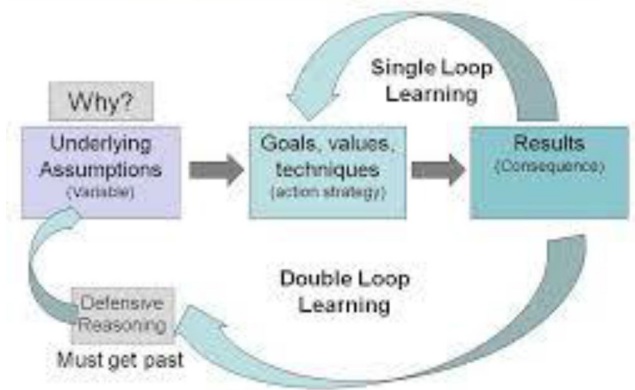 Single Loop
Learning
Why?
Underlying
Assumptions
(Variable)
Goals, values,
techniques
(action strategy)
Results
(Consequence)
Double Loop
Learning
Defensive
Reasoning
Must get past